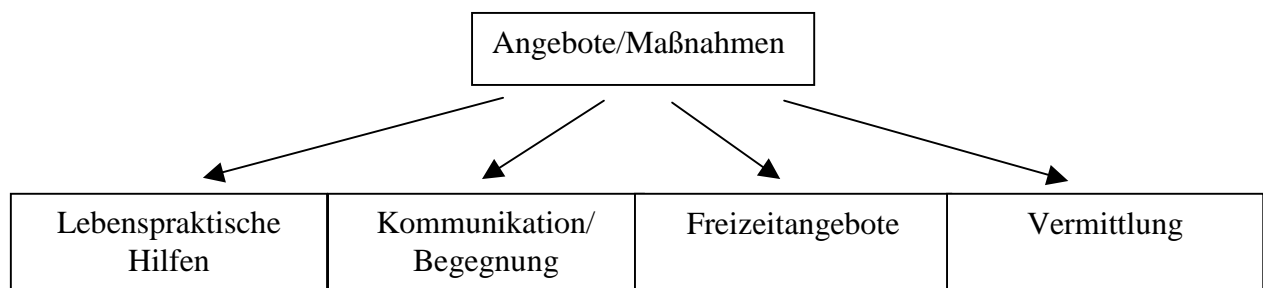 Angebote/Maßnahmen
Lebenspraktische
Hilfen
Kommunikation/
Begegnung
Freizeitangebote
Vermittlung